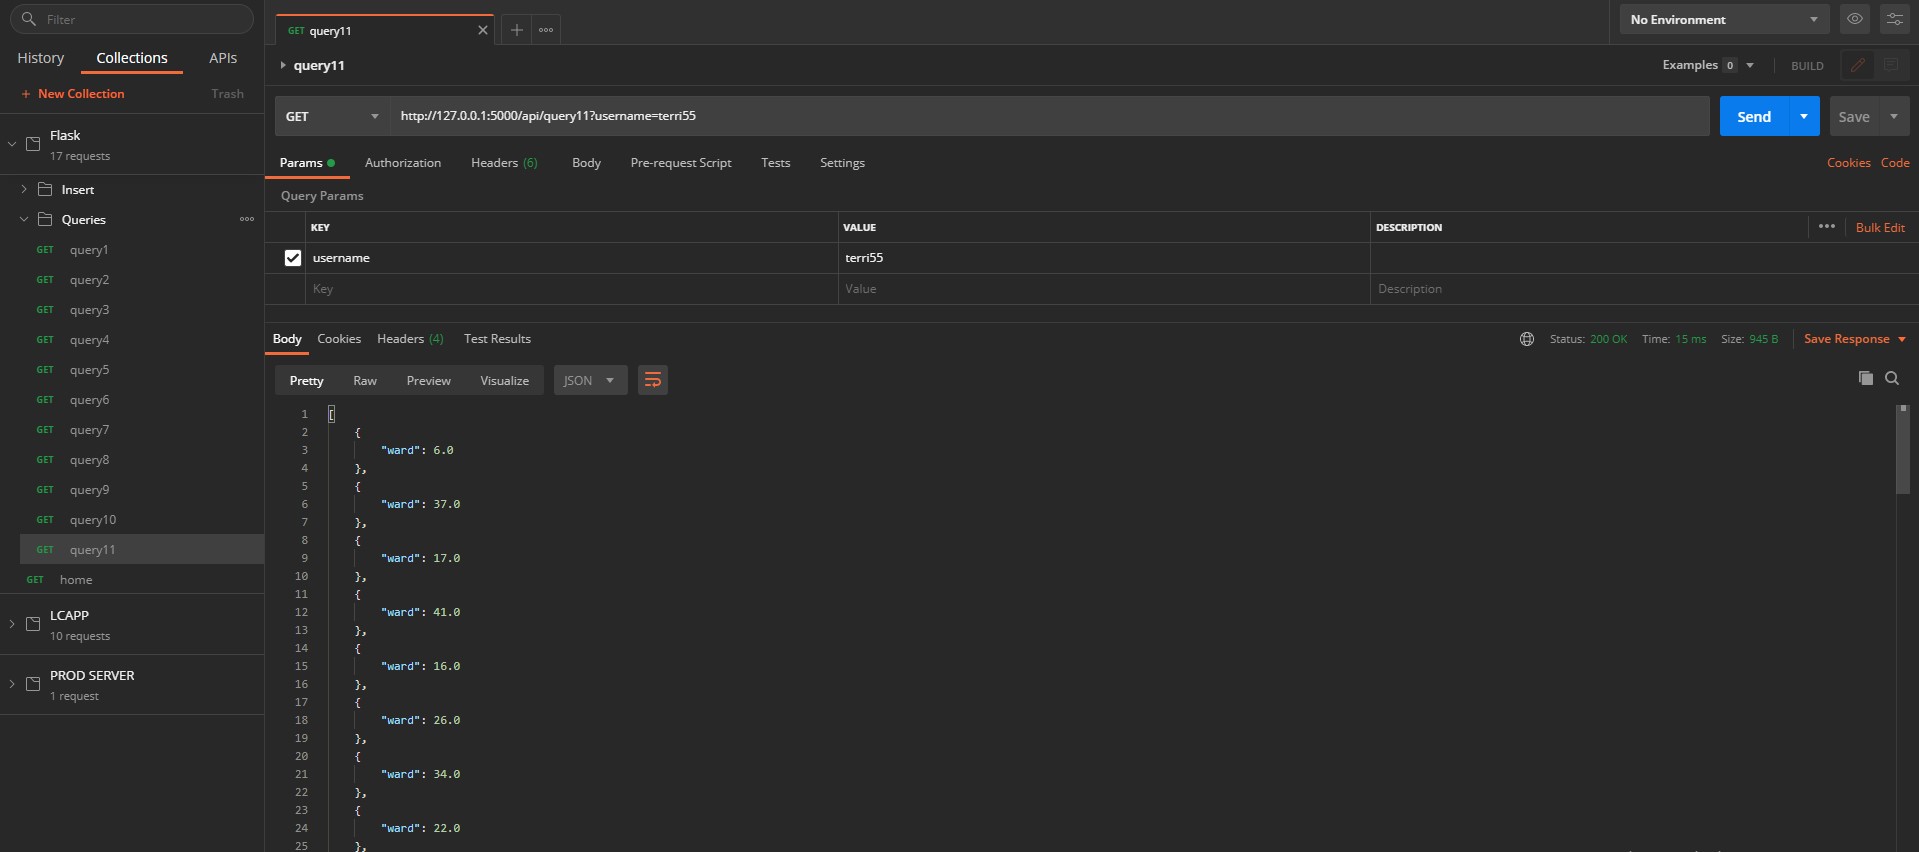 Filter
History Collections APIs
+ New Collection Trash
Flask
17 requests
Insert
Queries
GET query1
GET query2
GET query3
GET query4
GET query5
GET query6
GET query7
GET query8
GET query9
GET query10
GET query11
GET home
LCAPP
10 requests
PROD SERVER
1 request
GET query11
No Environment
query11
Examples 0 BUILD
GET http://127.0.0.1:5000/api/query11?username=terri55 Send Save
Params Authorization Headers (6) Body Pre-request Script Tests Settings Cookies Code
Query Params
KEY VALUE DESCRIPTION Bulk Edit
username terri55
Key Value Description
Body Cookies Headers (4) Test Results Status: 200 OK Time: 15 ms Size: 945 B Save Response
Pretty Raw Preview Visualize JSON
1 [
2 {
3 "ward": 6.0
4 },
5 {
6 "ward": 37.0
7 },
8 {
9 "ward": 17.0
10 },
11 {
12 "ward": 41.0
13 },
14 {
15 "ward": 16.0
16 },
17 {
18 "ward": 26.0
19 },
20 {
21 "ward": 34.0
22 },
23 {
24 "ward": 22.0
25 },